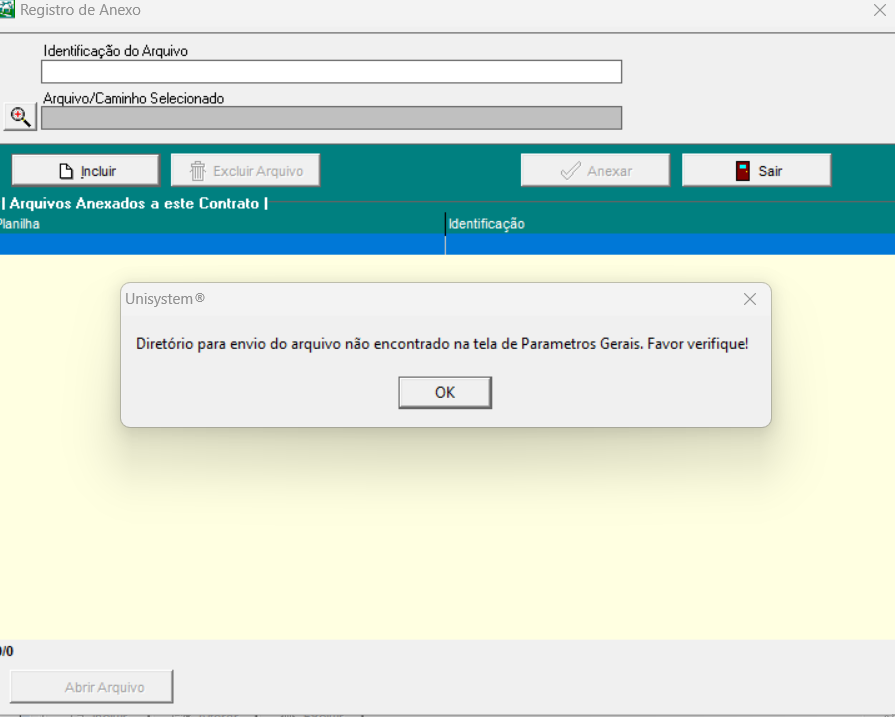 Registro de Anexo
Identificação do Arquivo
Arquivo/Caminho Selecionado
Incluir
Excluir Arquivo
Anexar
Sair
| Arquivos Anexados a este Contrato |
Planilha
Identificação
Unisystem®
Diretório para envio do arquivo não encontrado na tela de Parametros Gerais. Favor verifique!
OK
0/0
Abrir Arquivo